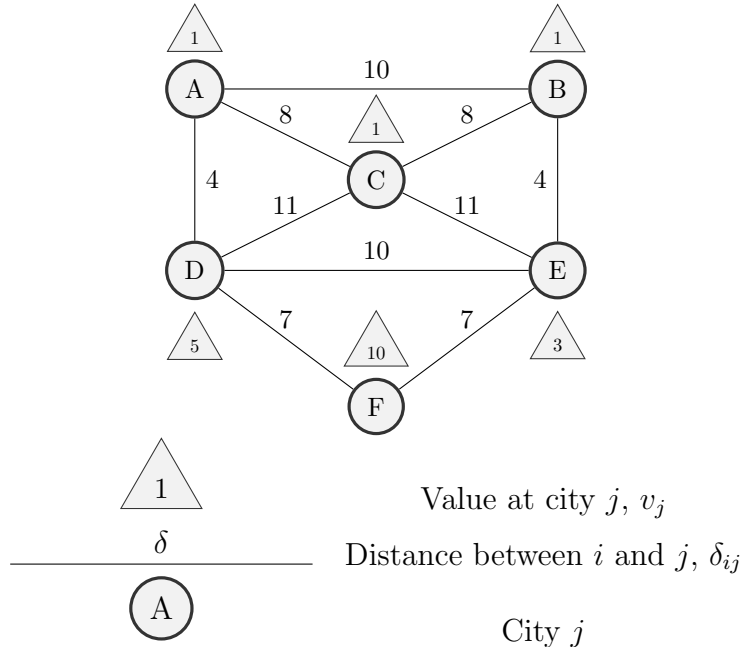 1 1
A 10 B
8 1 8
C
4 4
11 11
D 10 E
7 7
5 10 3
F
1
Value at city j, v_j
δ
Distance between i and j, δ_ij
A
City j